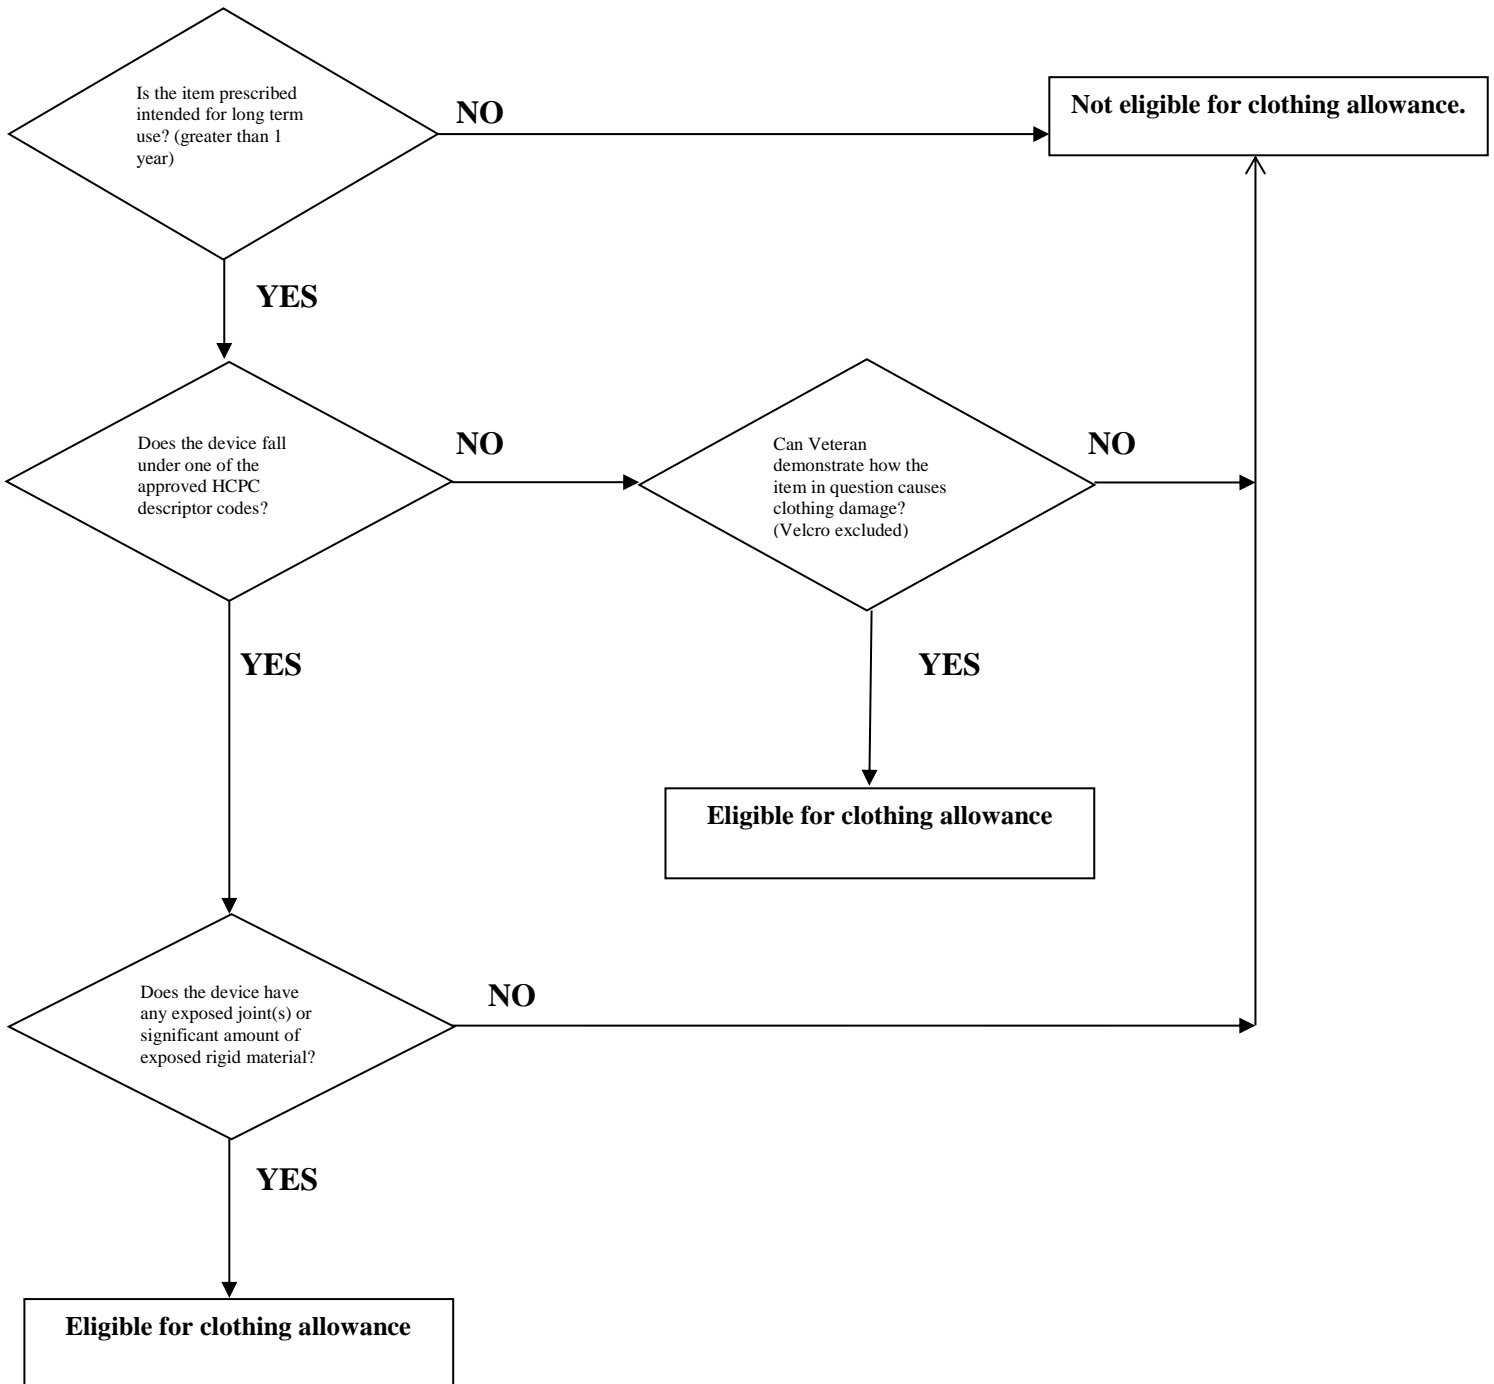 Is the item prescribed
intended for long term
use? (greater than 1
year)
NO
Not eligible for clothing allowance.
YES
Does the device fall
under one of the
approved HCPC
descriptor codes?
NO
Can Veteran
demonstrate how the
item in question causes
clothing damage?
(Velcro excluded)
NO
YES
YES
Eligible for clothing allowance
Does the device have
any exposed joint(s) or
significant amount of
exposed rigid material?
NO
YES
Eligible for clothing allowance